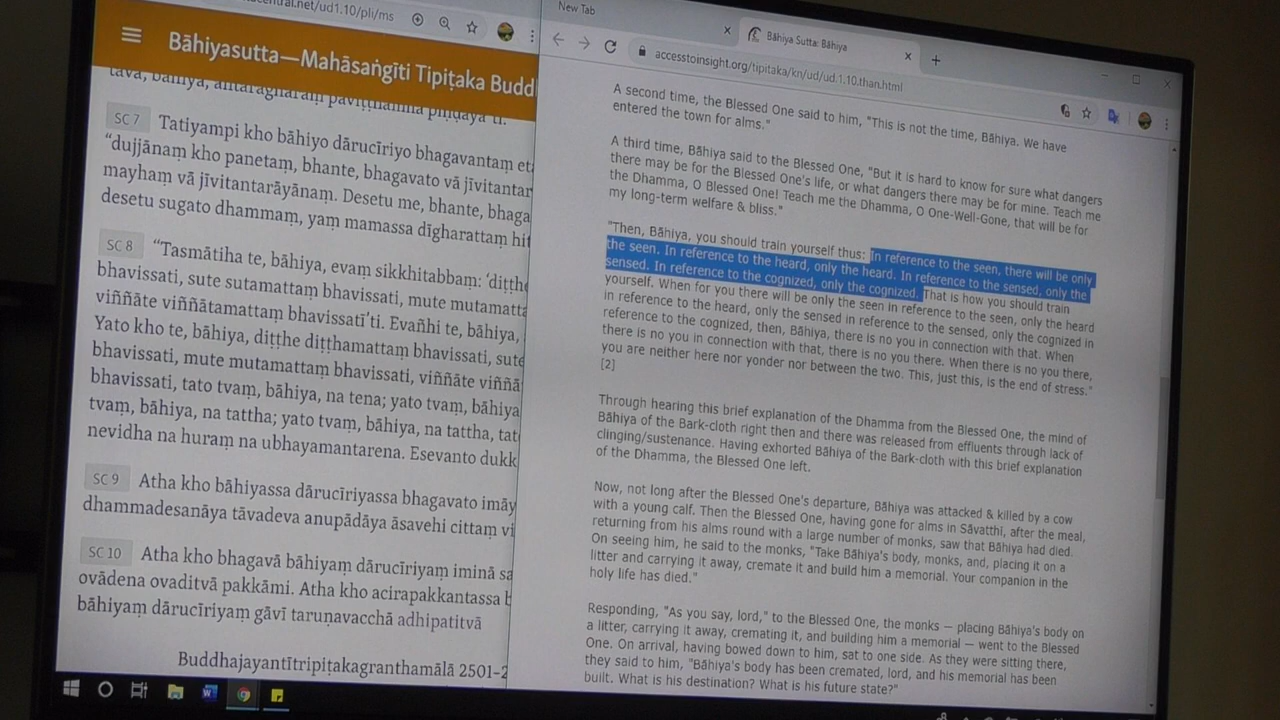 central.net/ud1.10/pli/ms
Bāhiyasutta—Mahāsaṅgīti Tipiṭaka Budd
tāva, bāhiya, antaragharaṃ paviṭṭhamhā piṇḍāyā'ti.
SC 7 Tatiyampi kho bāhiyo dārucīriyo bhagavantaṃ eta
“dujjānaṃ kho panetaṃ, bhante, bhagavato vā jīvitantar
mayhaṃ vā jīvitantarāyānaṃ. Desetu me, bhante, bhaga
desetu sugato dhammaṃ, yaṃ mamassa dīgharattaṃ hit
SC 8 “Tasmātiha te, bāhiya, evaṃ sikkhitabbaṃ: ‘diṭṭhe
bhavissati, sute sutamattaṃ bhavissati, mute mutamatta
viññāte viññātamattaṃ bhavissatī’ti. Evañhi te, bāhiya,
Yato kho te, bāhiya, diṭṭhe diṭṭhamattaṃ bhavissati, sute
bhavissati, mute mutamattaṃ bhavissati, viññāte viññā
bhavissati, tato tvaṃ, bāhiya, na tena; yato tvaṃ, bāhiya
tvaṃ, bāhiya, na tattha; yato tvaṃ, bāhiya, na tattha, tat
nevidha na huraṃ na ubhayamantarena. Esevanto dukk
SC 9 Atha kho bāhiyassa dārucīriyassa bhagavato imāy
dhammadesanāya tāvadeva anupādāya āsavehi cittaṃ vi
SC 10 Atha kho bhagavā bāhiyaṃ dārucīriyaṃ iminā sa
ovādena ovaditvā pakkāmi. Atha kho acirapakkantassa b
bāhiyaṃ dārucīriyaṃ gāvī taruṇavacchā adhipatitvā
Buddhajayantītripiṭakagranthamālā 2501–2
New Tab
Bāhiya Sutta: Bāhiya
accesstoinsight.org/tipitaka/kn/ud/ud.1.10.than.html
A second time, the Blessed One said to him, "This is not the time, Bāhiya. We have
entered the town for alms."
A third time, Bāhiya said to the Blessed One, "But it is hard to know for sure what dangers
there may be for the Blessed One's life, or what dangers there may be for mine. Teach me
the Dhamma, O Blessed One! Teach me the Dhamma, O One-Well-Gone, that will be for
my long-term welfare & bliss."
"Then, Bāhiya, you should train yourself thus: In reference to the seen, there will be only
the seen. In reference to the heard, only the heard. In reference to the sensed, only the
sensed. In reference to the cognized, only the cognized. That is how you should train
yourself. When for you there will be only the seen in reference to the seen, only the heard
in reference to the heard, only the sensed in reference to the sensed, only the cognized in
reference to the cognized, then, Bāhiya, there is no you in connection with that. When
there is no you in connection with that, there is no you there. When there is no you there,
you are neither here nor yonder nor between the two. This, just this, is the end of stress."
[2]
Through hearing this brief explanation of the Dhamma from the Blessed One, the mind of
Bāhiya of the Bark-cloth right then and there was released from effluents through lack of
clinging/sustenance. Having exhorted Bāhiya of the Bark-cloth with this brief explanation
of the Dhamma, the Blessed One left.
Now, not long after the Blessed One's departure, Bāhiya was attacked & killed by a cow
with a young calf. Then the Blessed One, having gone for alms in Sāvatthī, after the meal,
returning from his alms round with a large number of monks, saw that Bāhiya had died.
On seeing him, he said to the monks, "Take Bāhiya's body, monks, and, placing it on a
litter and carrying it away, cremate it and build him a memorial. Your companion in the
holy life has died."
Responding, "As you say, lord," to the Blessed One, the monks — placing Bāhiya's body on
a litter, carrying it away, cremating it, and building him a memorial — went to the Blessed
One. On arrival, having bowed down to him, sat to one side. As they were sitting there,
they said to him, "Bāhiya's body has been cremated, lord, and his memorial has been
built. What is his destination? What is his future state?"